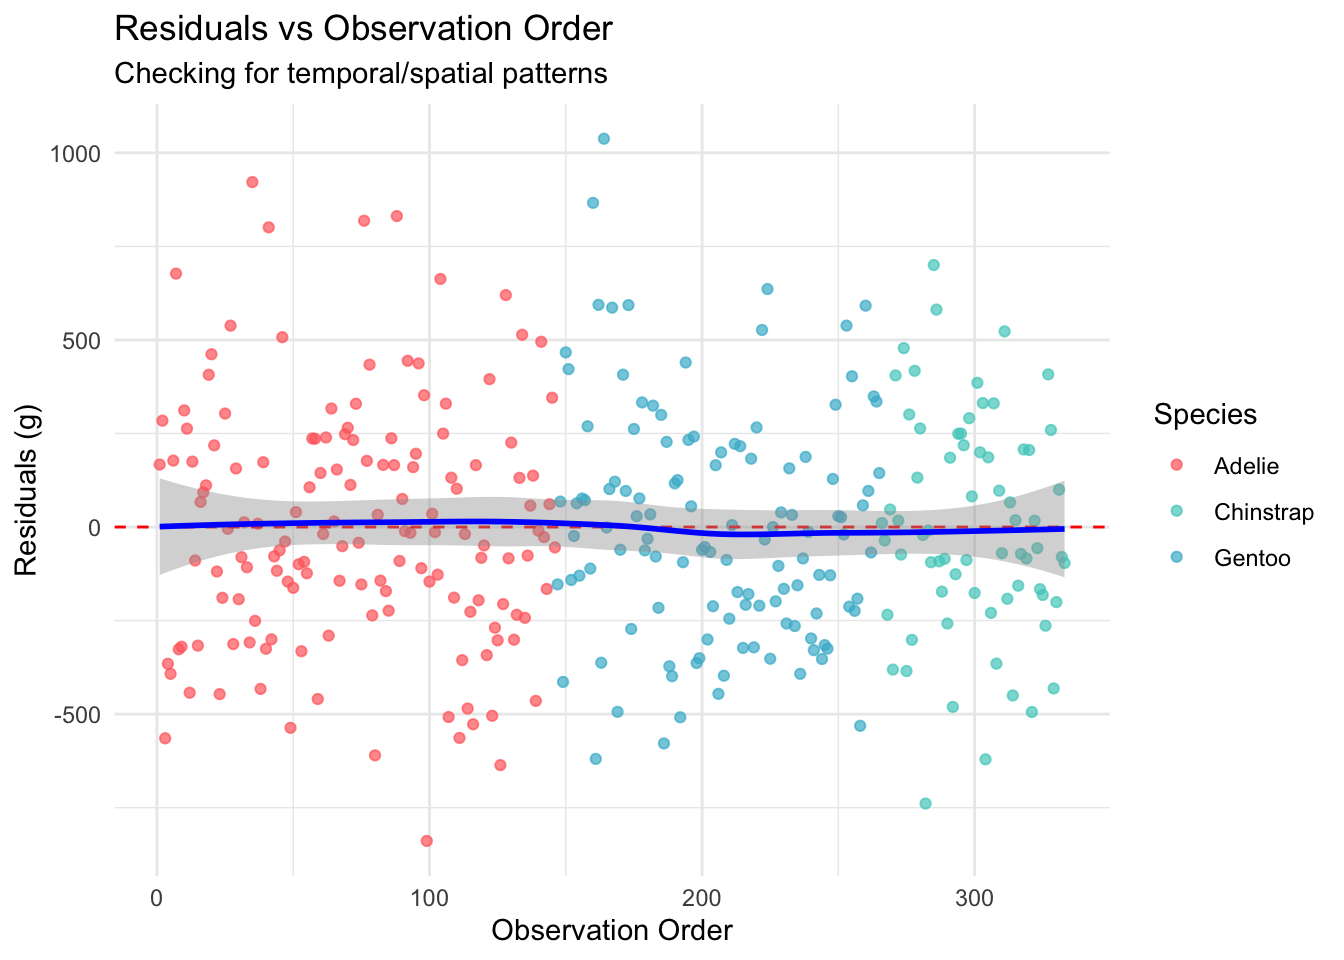 Residuals vs Observation Order
Checking for temporal/spatial patterns
1000
500
0
-500
Residuals (g)
0
100
200
300
Observation Order
Species
Adelie
Chinstrap
Gentoo